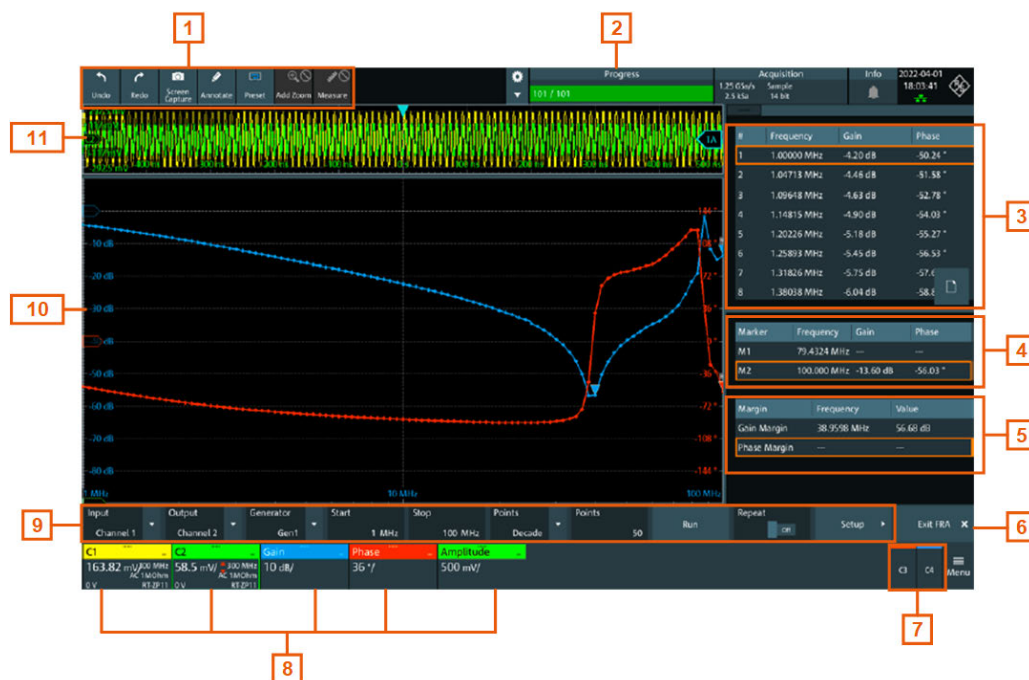 1
2
Undo
Redo
Screen Capture
Annotate
Preset
Add Zoom
Measure
Progress
101 / 101
Acquisition
1.25 GSa/s Sample
2.5 kSa 14 bit
Info
2022-04-01
18:03:41
11
1A
# Frequency Gain Phase
1 1.00000 MHz -4.20 dB -50.24 °
2 1.04713 MHz -4.46 dB -51.58 °
3 1.09648 MHz -4.63 dB -52.78 °
4 1.14815 MHz -4.90 dB -54.03 °
5 1.20226 MHz -5.18 dB -55.27 °
6 1.25893 MHz -5.45 dB -56.53 °
7 1.31826 MHz -5.75 dB
8 1.38038 MHz -6.04 dB
3
10
146 °
-10 dB 108 °
-20 dB 72 °
-30 dB 36 °
0 °
-50 dB -36 °
-60 dB -72 °
-70 dB -108 °
-80 dB -144 °
1 MHz 10 MHz 100 MHz
Marker Frequency Gain Phase
M1 79.4324 MHz — —
M2 100.000 MHz -13.60 dB -56.03 °
4
Margin Frequency Value
Gain Margin 38.9598 MHz 56.68 dB
Phase Margin — —
5
9
Input
Channel 1
Output
Channel 2
Generator
Gen1
Start
1 MHz
Stop
100 MHz
Points
Decade
Points
50
Run
Repeat
Off
Setup
Exit FRA
6
C1
163.82 mV/ 300 MHz
AC 1MOhm
0 V RT-ZP11
C2
58.5 mV/ 300 MHz
AC 1MOhm
0 V RT-ZP11
Gain
10 dB/
Phase
36 °/
Amplitude
500 mV/
C3
C4
Menu
7
8